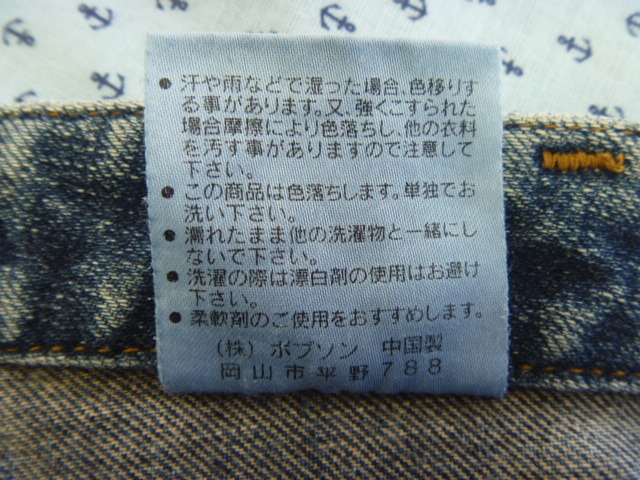 ● 汗や雨などで湿った場合、色移りす
る事があります。又、強くこすられた
場合摩擦により色落ちし、他の衣料
を汚す事がありますので注意して
下さい。
● この商品は色落ちします。単独でお
洗い下さい。
● 濡れたまま他の洗濯物と一緒にし
ないで下さい。
● 洗濯の際は漂白剤の使用はお避け
下さい。
● 柔軟剤のご使用をおすすめします。
(株) ボブソン 中国製
岡山市平野788